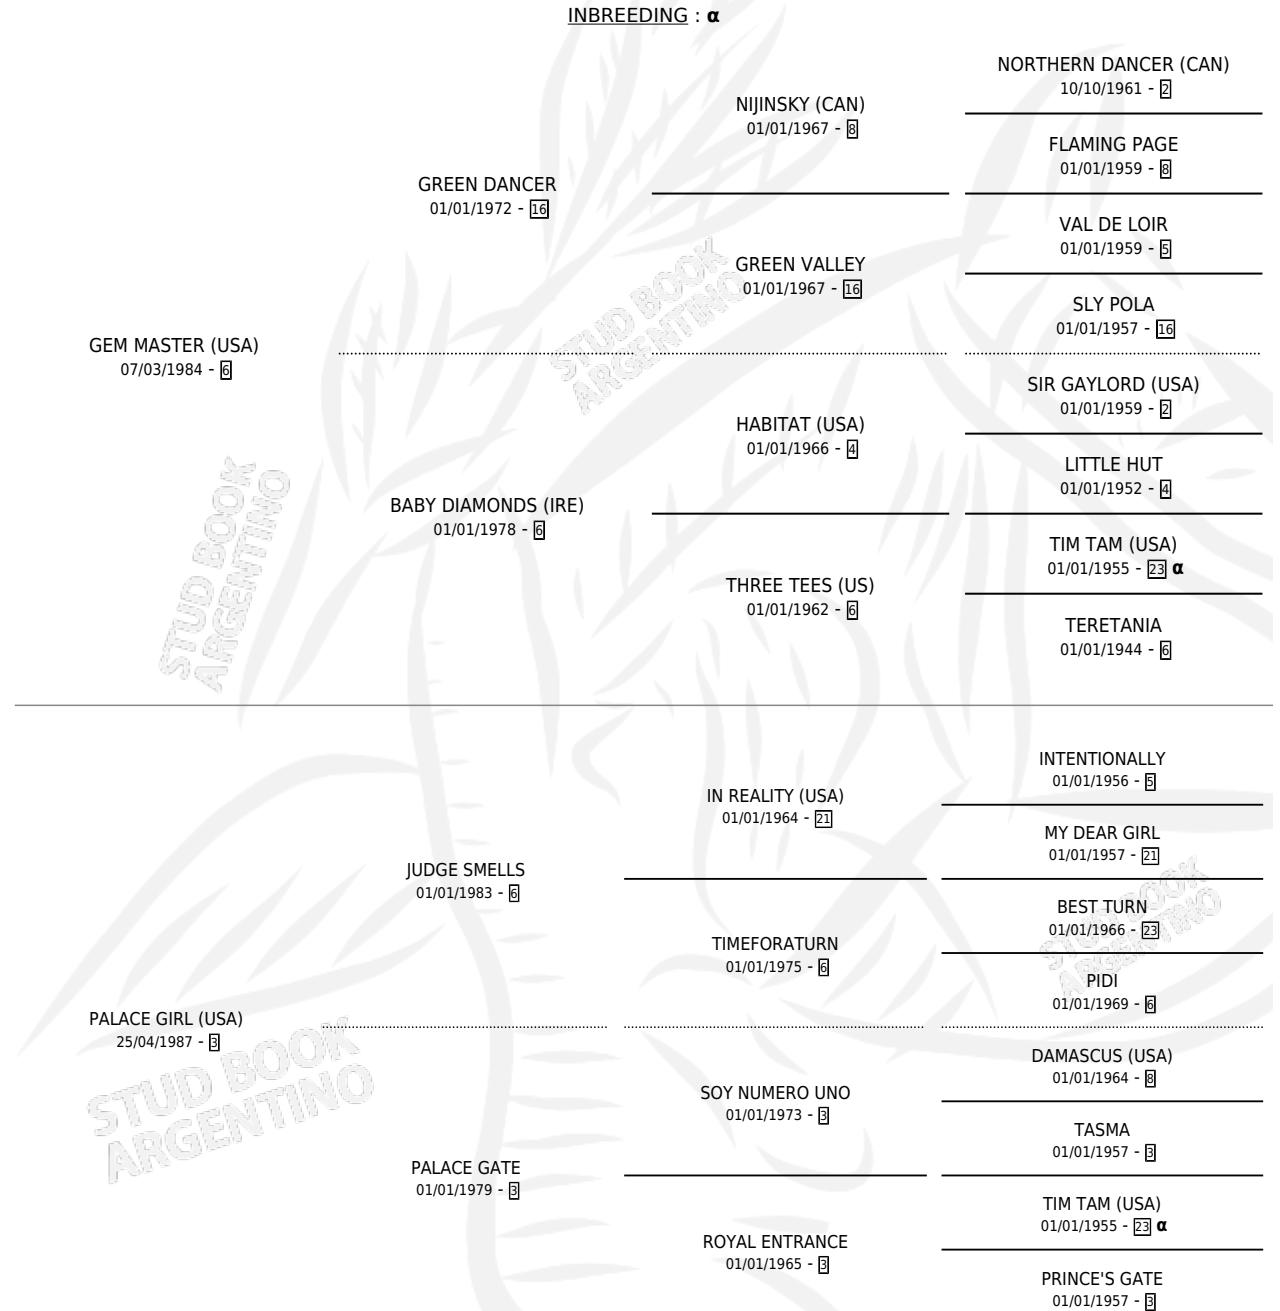 INBREEDING : α
NORTHERN DANCER (CAN)
10/10/1961 - 2
NIJINSKY (CAN)
01/01/1967 - 8
FLAMING PAGE
01/01/1959 - 8
GREEN DANCER
01/01/1972 - 16
VAL DE LOIR
01/01/1959 - 5
GREEN VALLEY
01/01/1967 - 16
SLY POLA
01/01/1957 - 16
GEM MASTER (USA)
07/03/1984 - 6
SIR GAYLORD (USA)
01/01/1959 - 2
HABITAT (USA)
01/01/1966 - 4
LITTLE HUT
01/01/1952 - 4
BABY DIAMONDS (IRE)
01/01/1978 - 6
TIM TAM (USA)
01/01/1955 - 23 α
THREE TEES (US)
01/01/1962 - 6
TERETANIA
01/01/1944 - 6
INTENTIONALLY
01/01/1956 - 5
IN REALITY (USA)
01/01/1964 - 21
MY DEAR GIRL
01/01/1957 - 21
JUDGE SMELLS
01/01/1983 - 6
BEST TURN
01/01/1966 - 23
TIMEFORATURN
01/01/1975 - 6
PIDI
01/01/1969 - 6
PALACE GIRL (USA)
25/04/1987 - 3
DAMASCUS (USA)
01/01/1964 - 8
SOY NUMERO UNO
01/01/1973 - 3
TASMA
01/01/1957 - 3
PALACE GATE
01/01/1979 - 3
TIM TAM (USA)
01/01/1955 - 23 α
ROYAL ENTRANCE
01/01/1965 - 3
PRINCE'S GATE
01/01/1957 - 3
STUD BOOK
ARGENTINO
STUD BOOK
ARGENTINO
STUD BOOK
ARGENTINO
STUD BOOK
ARGENTINO